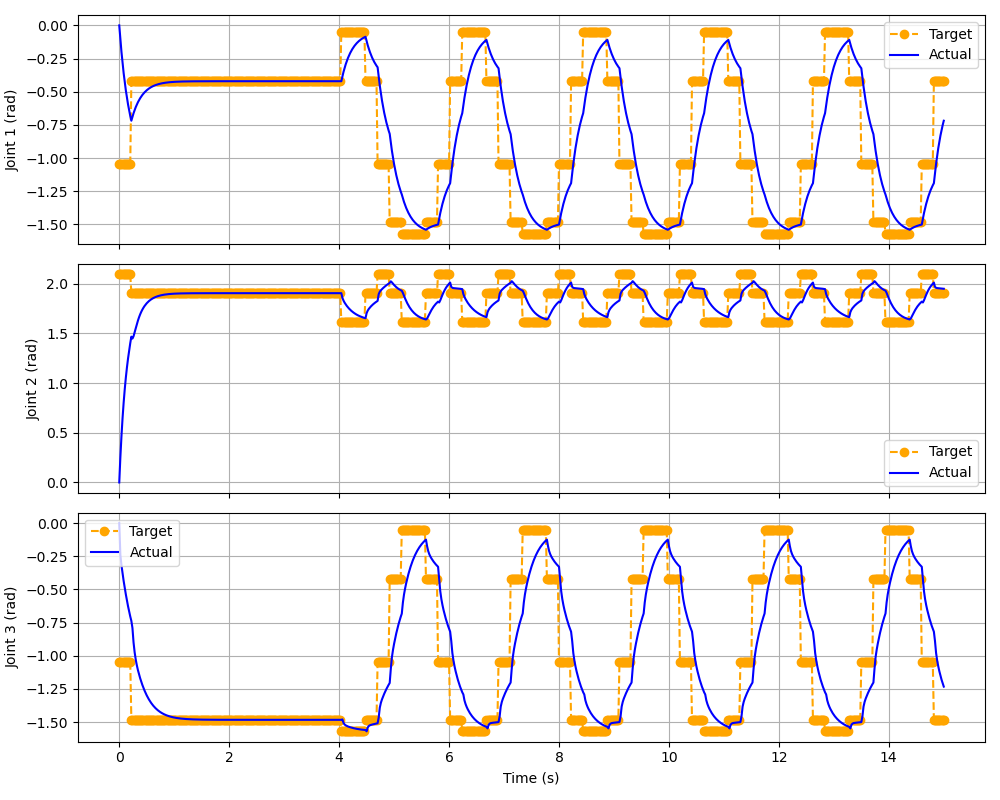 0.00
−0.25
−0.50
−0.75
−1.00
−1.25
−1.50
Joint 1 (rad)
Target
Actual
2.0
1.5
1.0
0.5
0.0
Joint 2 (rad)
Target
Actual
0.00
−0.25
−0.50
−0.75
−1.00
−1.25
−1.50
Joint 3 (rad)
Target
Actual
0 2 4 6 8 10 12 14
Time (s)